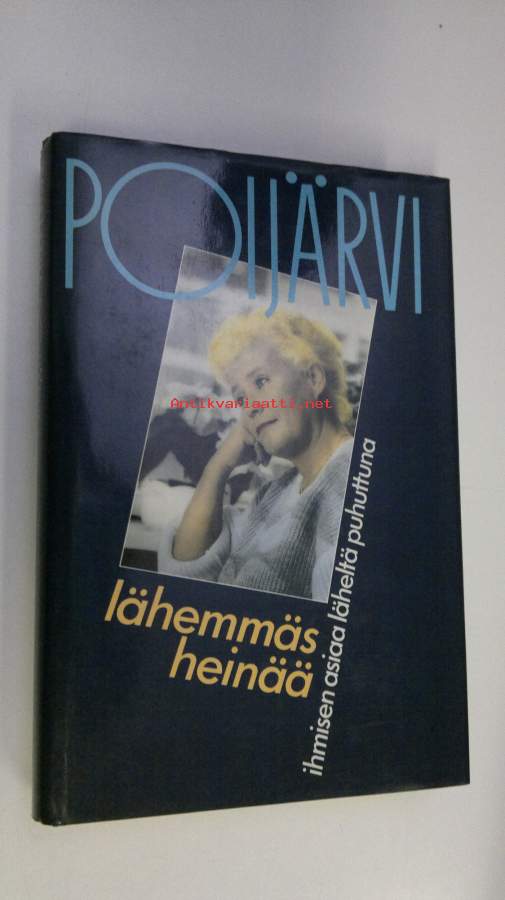 POIJÄRVI
Antikvariaatti.net
lähemmäs
heinää
ihmisen asiaa läheltä puhuttuna